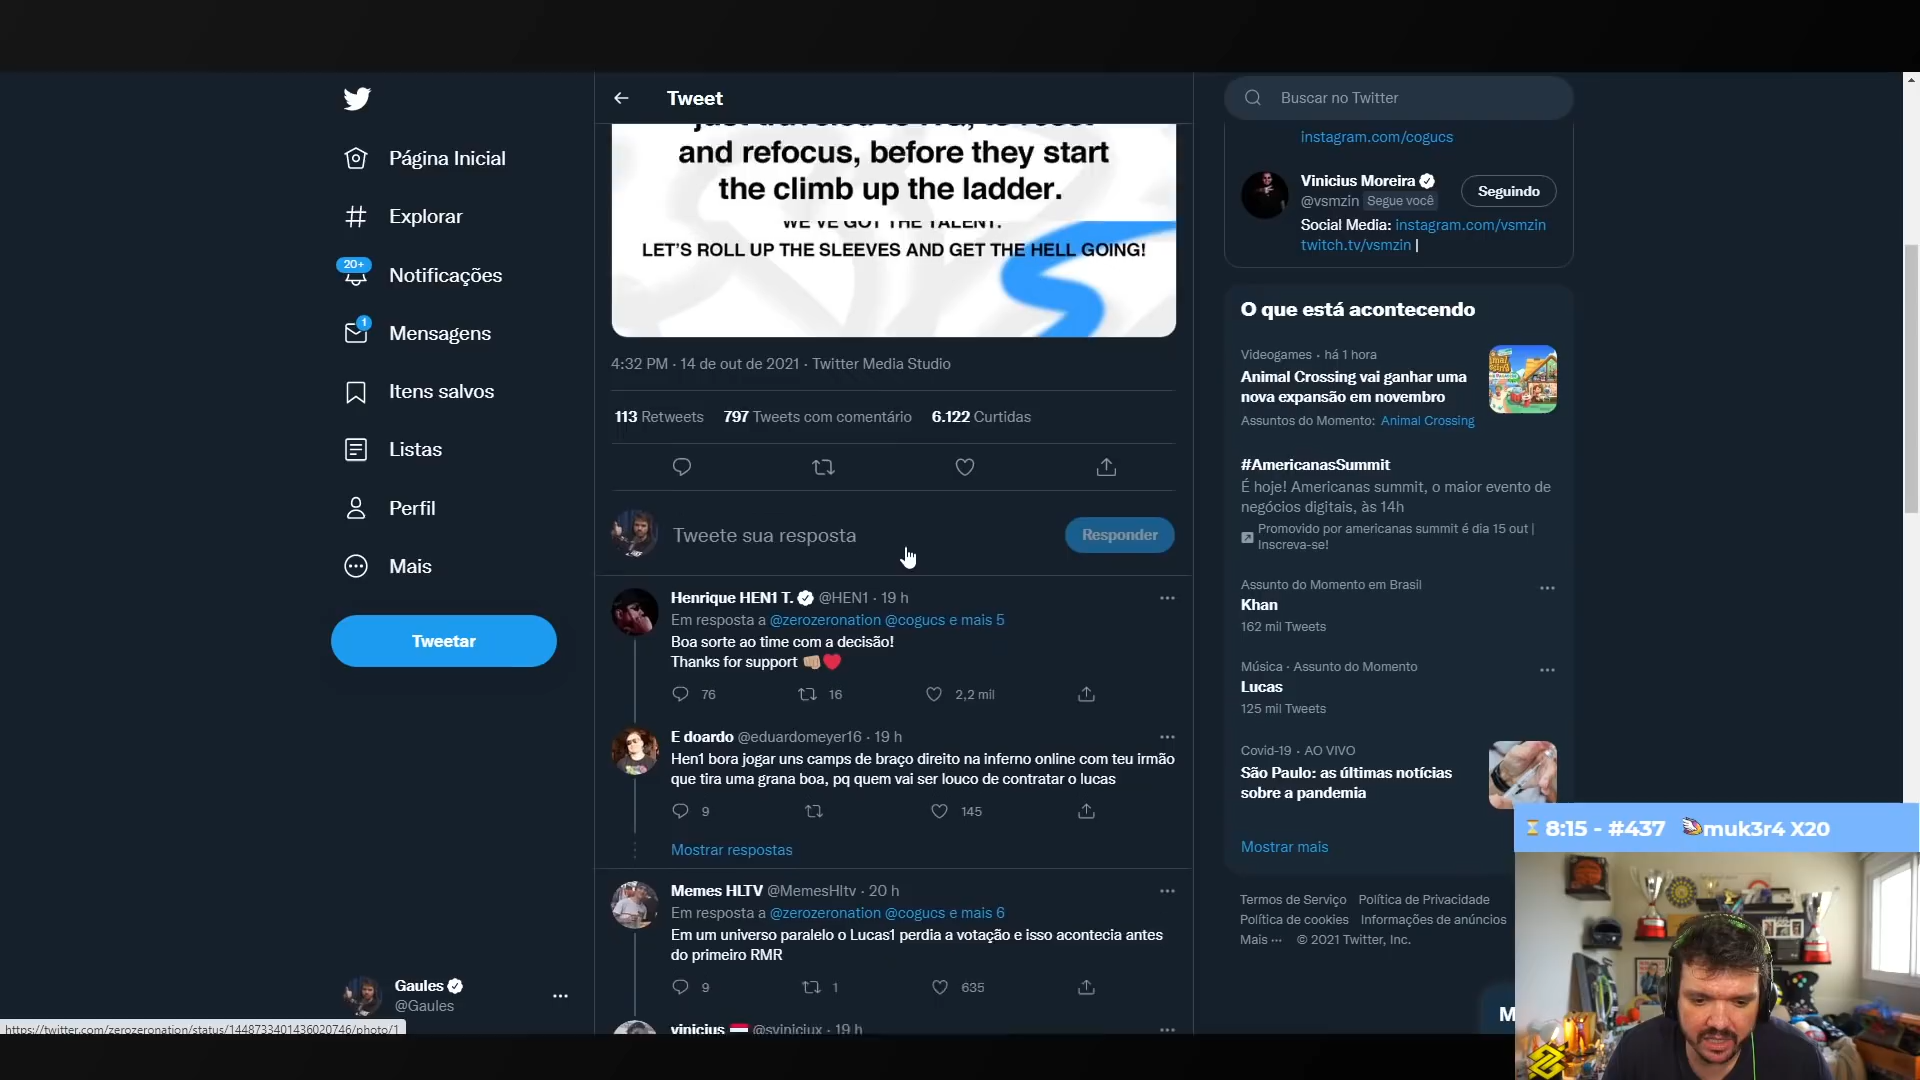 Página Inicial
Explorar
20+
Notificações
1
Mensagens
Itens salvos
Listas
Perfil
Mais
Tweetar
Gaules
@Gaules
https://twitter.com/zerozeronation/status/1448733401436020746/photo/1
Tweet
and refocus, before they start
the climb up the ladder.
WE'VE GOT THE TALENT.
LET'S ROLL UP THE SLEEVES AND GET THE HELL GOING!
4:32 PM · 14 de out de 2021 · Twitter Media Studio
113 Retweets 797 Tweets com comentário 6.122 Curtidas
Tweete sua resposta
Responder
Henrique HEN1 T. @HEN1 · 19 h
Em resposta a @zerozeronation @cogucs e mais 5
Boa sorte ao time com a decisão!
Thanks for support 👊🏼❤️
76 16 2,2 mil
E doardo @eduardomeyer16 · 19 h
Hen1 bora jogar uns camps de braço direito na inferno online com teu irmão
que tira uma grana boa, pq quem vai ser louco de contratar o lucas
9 145
Mostrar respostas
Memes HLTV @MemesHltv · 20 h
Em resposta a @zerozeronation @cogucs e mais 6
Em um universo paralelo o Lucas1 perdia a votação e isso acontecia antes
do primeiro RMR
9 1 635
vinicius @sviniciux · 19 h
Buscar no Twitter
instagram.com/cogucs
Vinicius Moreira
@vsmzin Segue você
Seguindo
Social Media: instagram.com/vsmzin
twitch.tv/vsmzin |
O que está acontecendo
Videogames · há 1 hora
Animal Crossing vai ganhar uma
nova expansão em novembro
Assuntos do Momento: Animal Crossing
#AmericanasSummit
É hoje! Americanas summit, o maior evento de
negócios digitais, às 14h
Promovido por americanas summit é dia 15 out |
Inscreva-se!
Assunto do Momento em Brasil
Khan
162 mil Tweets
Música · Assunto do Momento
Lucas
125 mil Tweets
Covid-19 · AO VIVO
São Paulo: as últimas notícias
sobre a pandemia
Mostrar mais
Termos de Serviço Política de Privacidade
Política de cookies Informações de anúncios
Mais ··· © 2021 Twitter, Inc.
8:15 - #437 muk3r4 X20